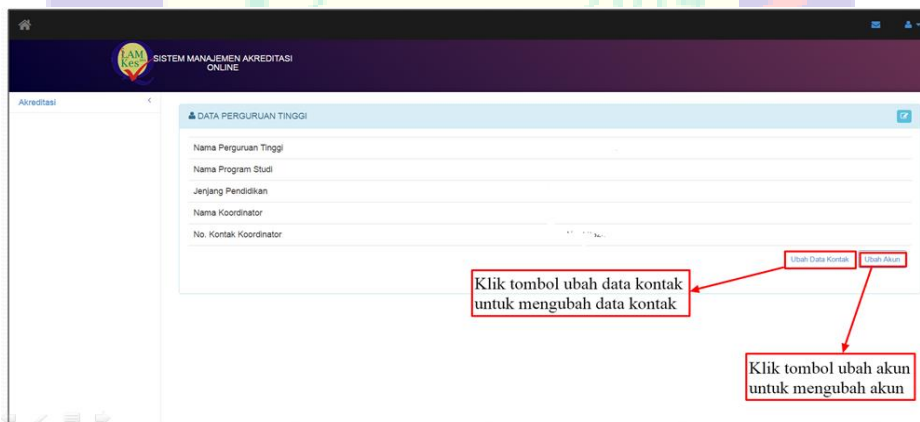 LAM
Kes
SISTEM MANAJEMEN AKREDITASI
ONLINE
Akreditasi
DATA PERGURUAN TINGGI
Nama Perguruan Tinggi
Nama Program Studi
Jenjang Pendidikan
Nama Koordinator
No. Kontak Koordinator
Ubah Data Kontak
Ubah Akun
Klik tombol ubah data kontak
untuk mengubah data kontak
Klik tombol ubah akun
untuk mengubah akun